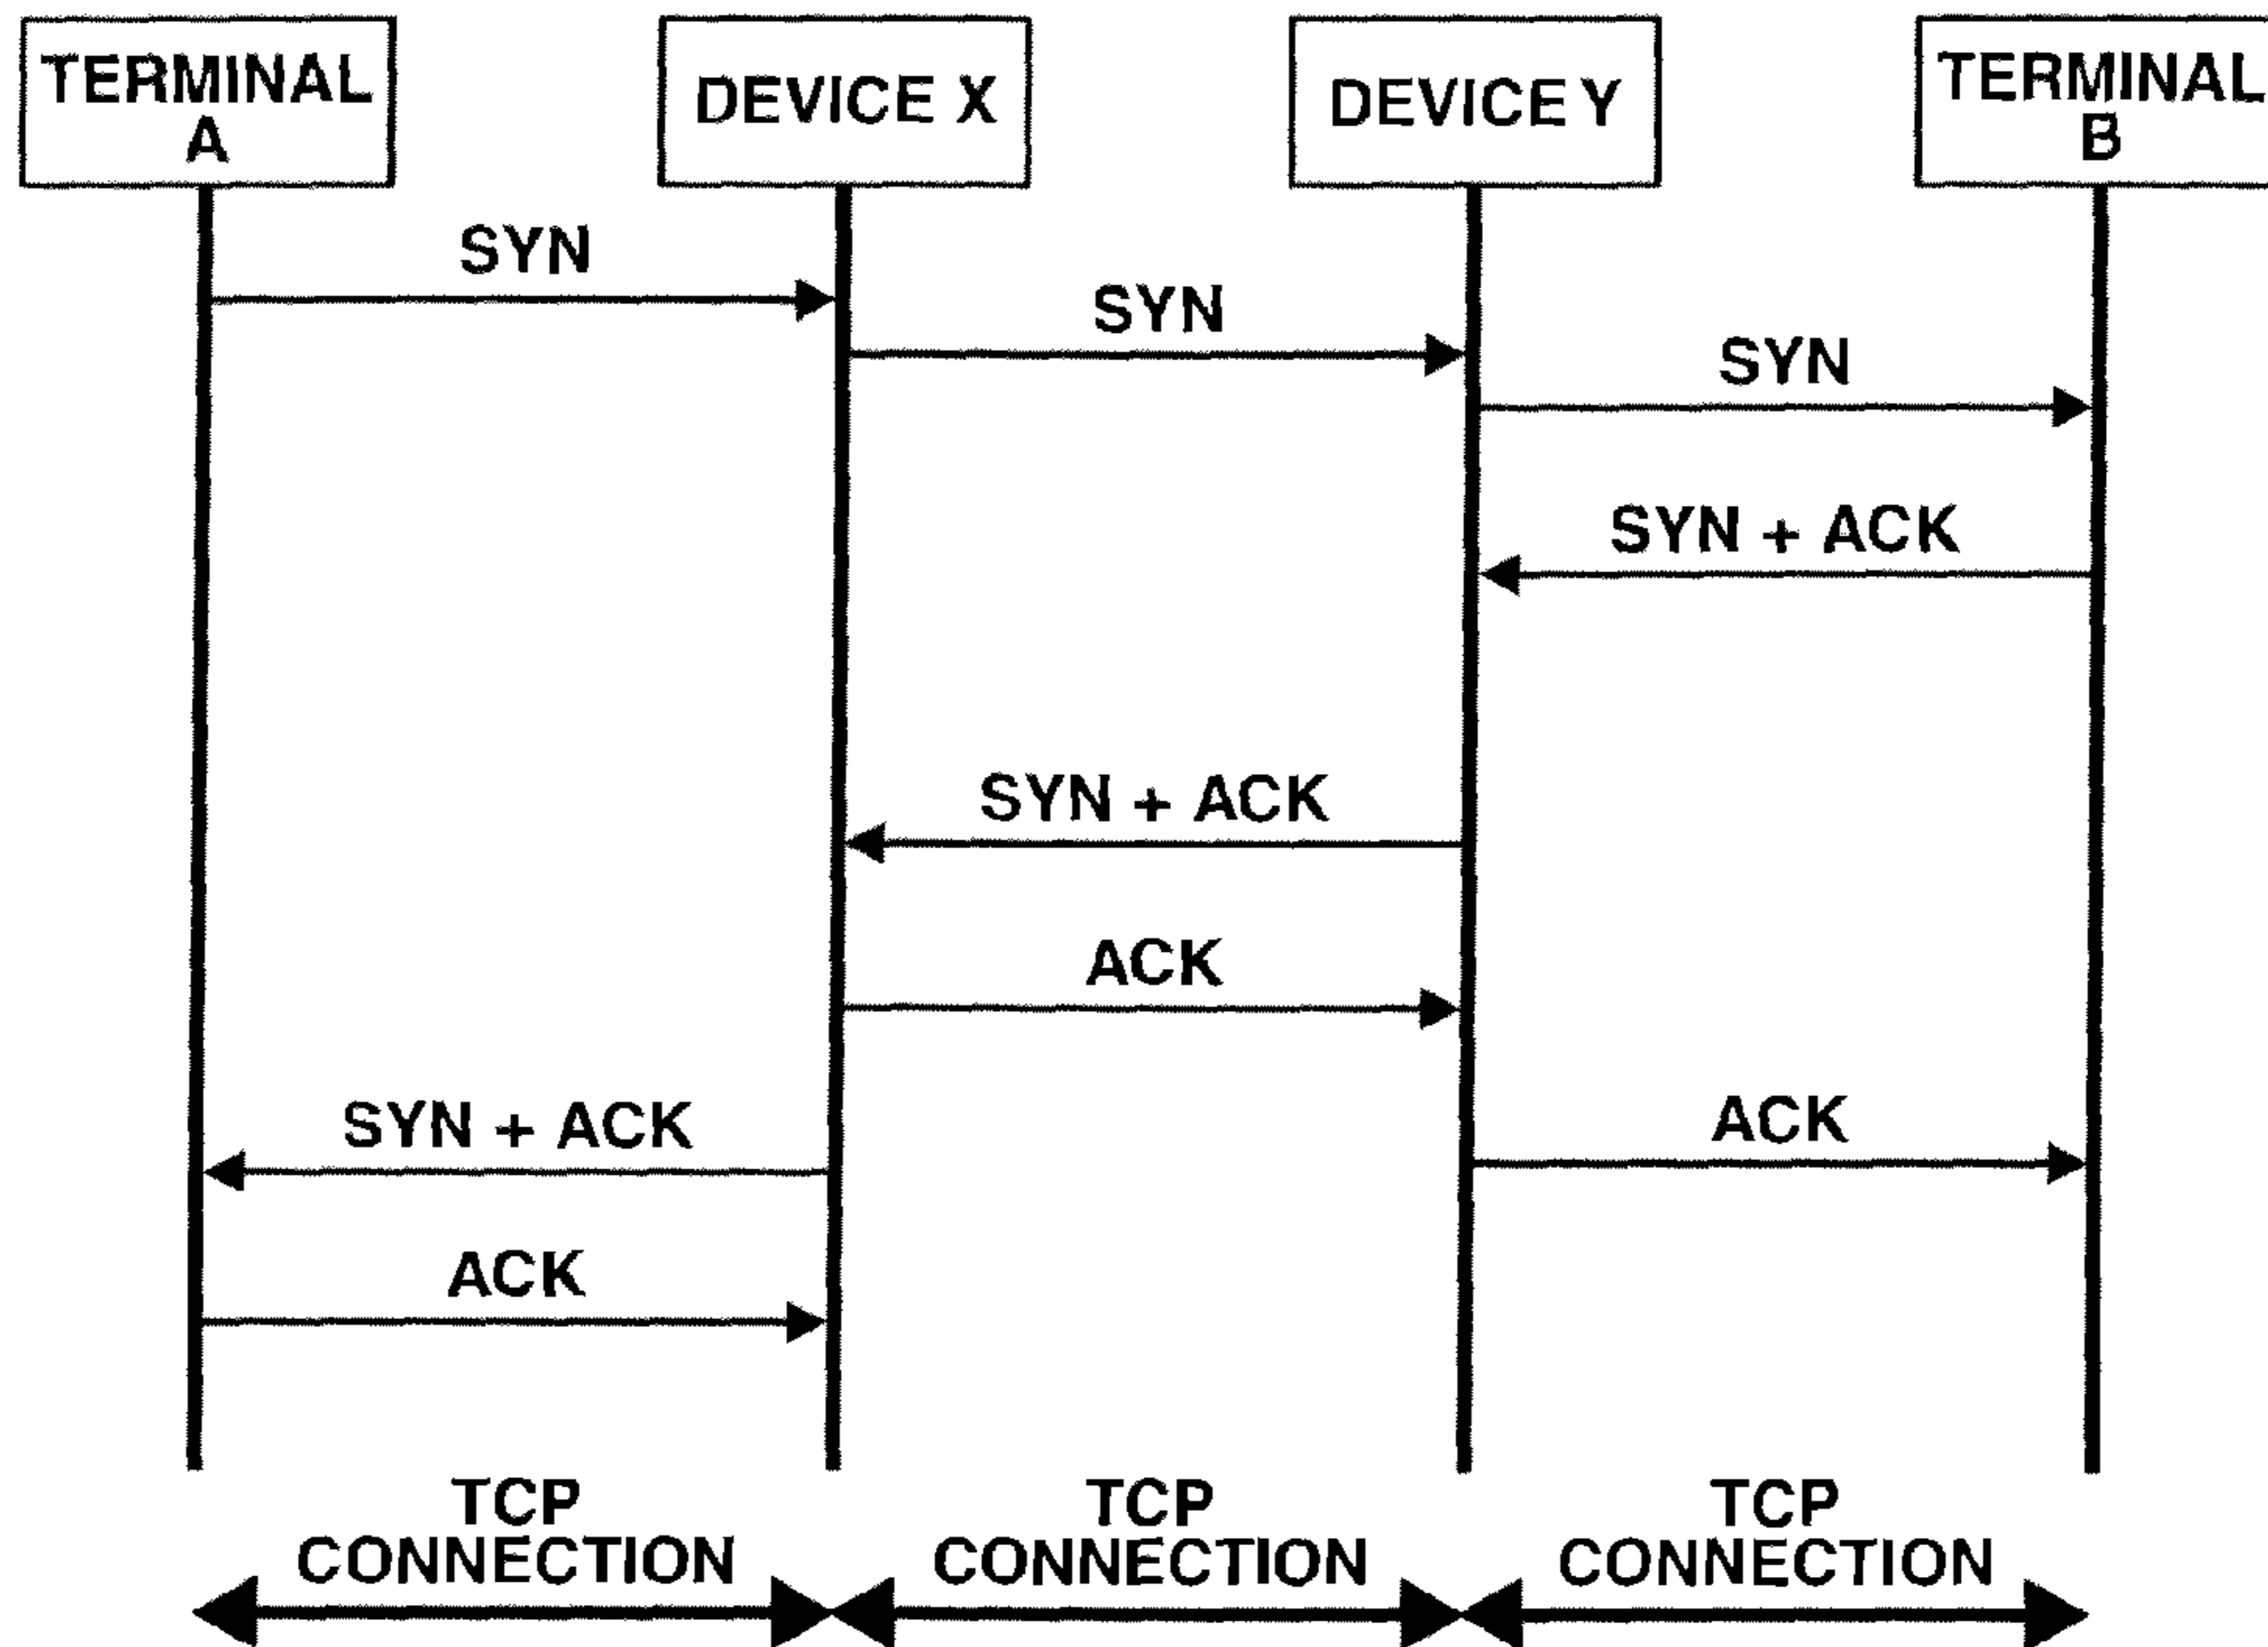 TERMINAL
A
DEVICE X
DEVICE Y
TERMINAL
B
SYN
SYN
SYN
SYN + ACK
SYN + ACK
ACK
SYN + ACK
ACK
ACK
TCP
CONNECTION
TCP
CONNECTION
TCP
CONNECTION